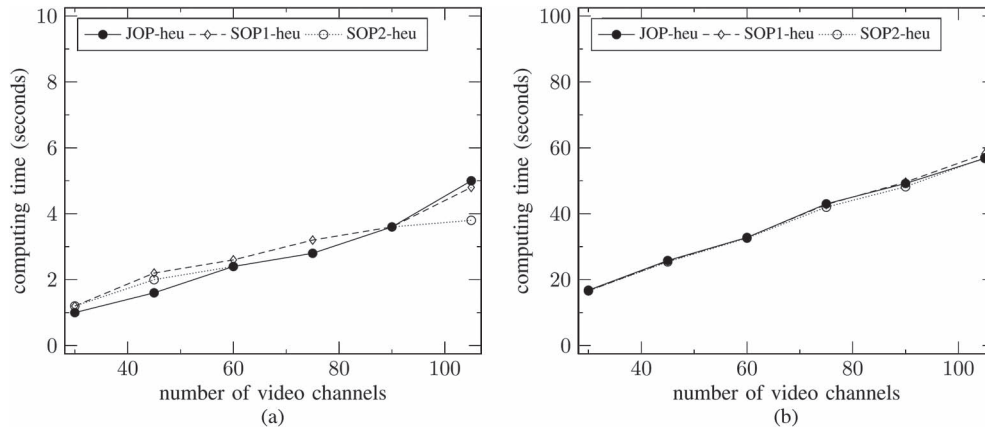 computing time (seconds)
10
8
6
4
2
0
JOP-heu SOP1-heu SOP2-heu
40 60 80 100
number of video channels
(a)
computing time (seconds)
100
80
60
40
20
0
JOP-heu SOP1-heu SOP2-heu
40 60 80 100
number of video channels
(b)